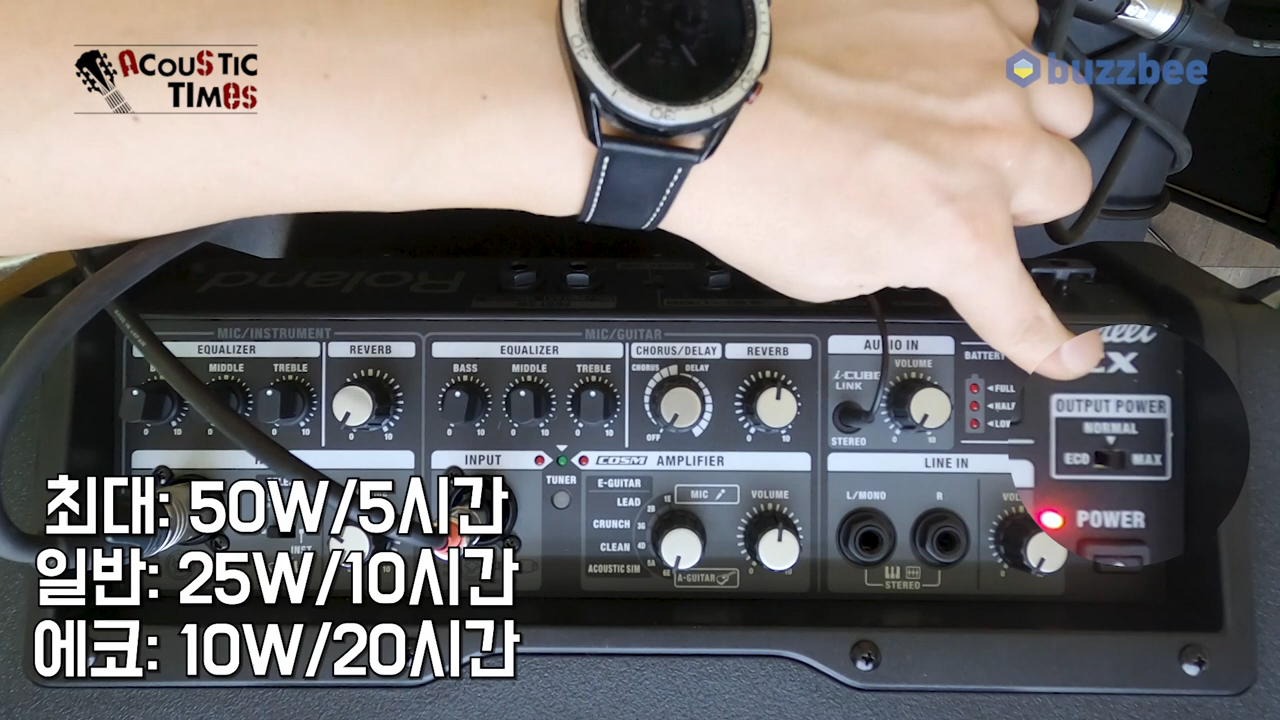 ACOUSTIC
TIMES
buzzbee
Roland
MIC/INSTRUMENT
MIC/GUITAR
EQUALIZER
REVERB
EQUALIZER
CHORUS/DELAY
REVERB
AUDIO IN
MIDDLE
TREBLE
BASS
MIDDLE
TREBLE
CHORUS
DELAY
OFF
i-CUBE
LINK
VOLUME
STEREO
BATTERY
FULL
HALF
LOW
EX
OUTPUT POWER
NORMAL
ECO
MAX
INPUT
COSM AMPLIFIER
LINE IN
TUNER
E-GUITAR
LEAD
CRUNCH
CLEAN
ACOUSTIC SIM
MIC
VOLUME
A-GUITAR
L/MONO
R
STEREO
POWER
최대: 50W/5시간
일반: 25W/10시간
에코: 10W/20시간